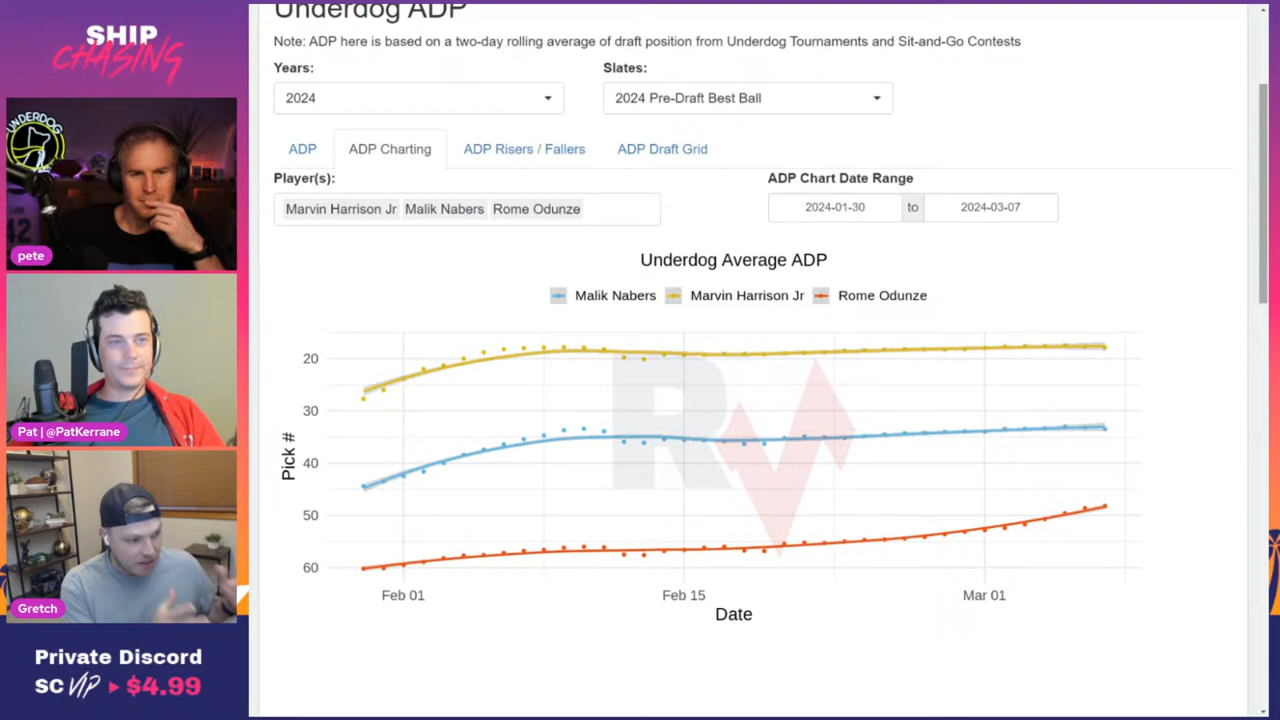 SHIP
CHASING
UNDERDOG
42
pete
Pat | @PatKerrane
Gretch
Private Discord
SC VIP $4.99
Underdog ADP
Note: ADP here is based on a two-day rolling average of draft position from Underdog Tournaments and Sit-and-Go Contests
Years:
Slates:
2024
2024 Pre-Draft Best Ball
ADP
ADP Charting
ADP Risers / Fallers
ADP Draft Grid
Player(s):
ADP Chart Date Range
Marvin Harrison Jr Malik Nabers Rome Odunze
2024-01-30 to 2024-03-07
Underdog Average ADP
Malik Nabers Marvin Harrison Jr Rome Odunze
Pick #
20
30
40
50
60
RV
Feb 01
Feb 15
Mar 01
Date